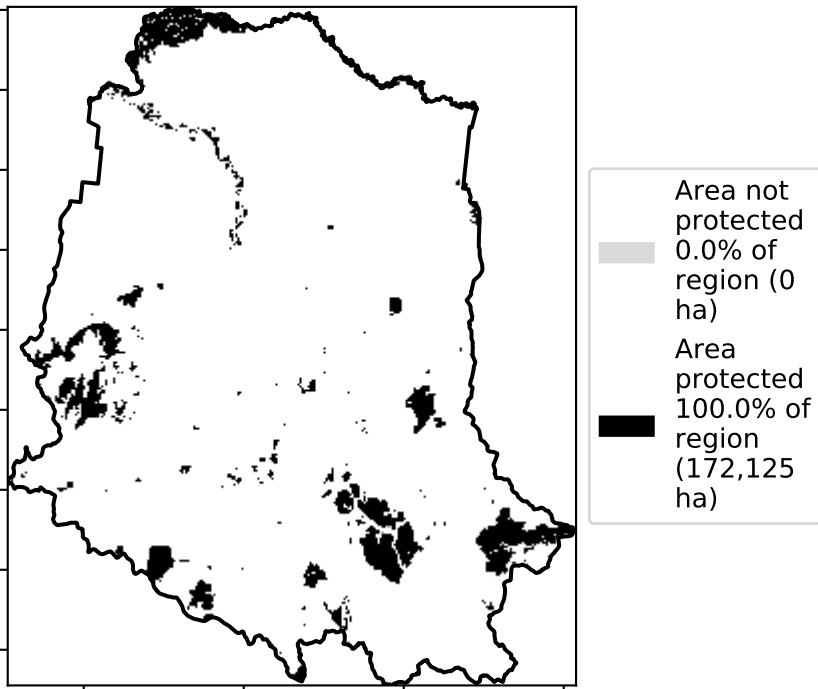 Area not
protected
0.0% of
region (0
ha)
Area
protected
100.0% of
region
(172,125
ha)